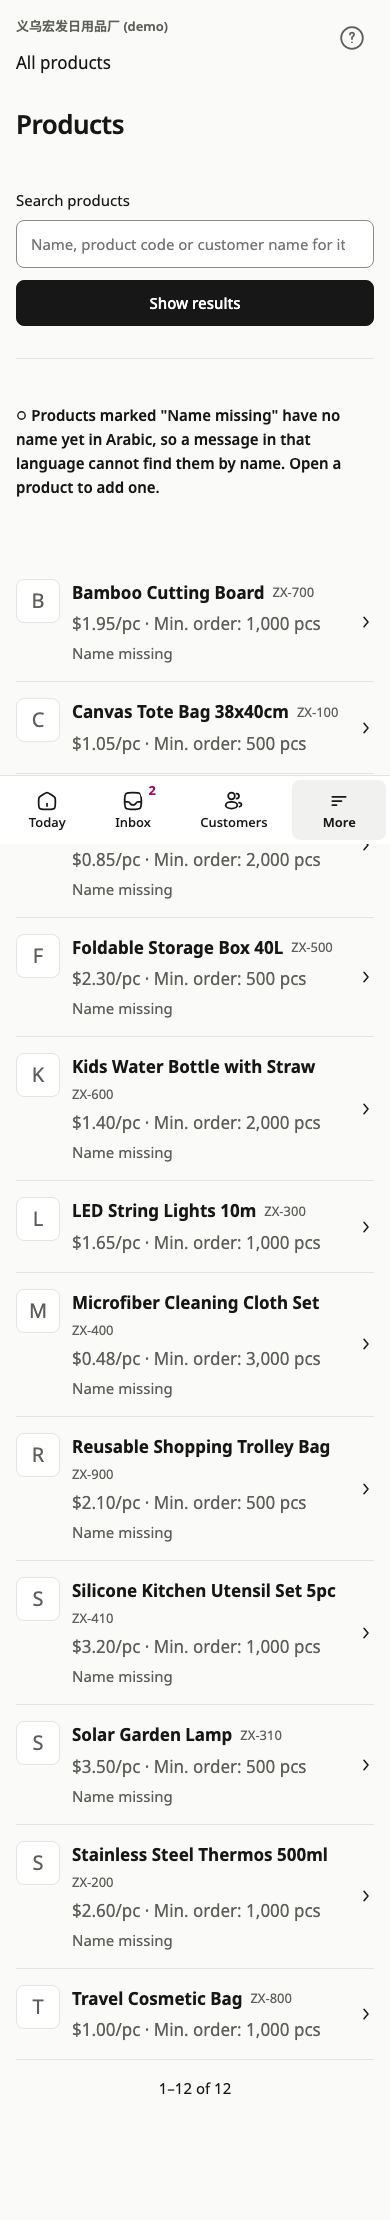 义乌宏发日用品厂 (demo)
All products
Products
Search products
Name, product code or customer name for it
Show results
Products marked "Name missing" have no
name yet in Arabic, so a message in that
language cannot find them by name. Open a
product to add one.
B
Bamboo Cutting Board ZX-700
$1.95/pc · Min. order: 1,000 pcs
Name missing
C
Canvas Tote Bag 38x40cm ZX-100
$1.05/pc · Min. order: 500 pcs
2
Today
Inbox
Customers
More
$0.85/pc · Min. order: 2,000 pcs
Name missing
F
Foldable Storage Box 40L ZX-500
$2.30/pc · Min. order: 500 pcs
Name missing
K
Kids Water Bottle with Straw
ZX-600
$1.40/pc · Min. order: 2,000 pcs
Name missing
L
LED String Lights 10m ZX-300
$1.65/pc · Min. order: 1,000 pcs
M
Microfiber Cleaning Cloth Set
ZX-400
$0.48/pc · Min. order: 3,000 pcs
Name missing
R
Reusable Shopping Trolley Bag
ZX-900
$2.10/pc · Min. order: 500 pcs
Name missing
S
Silicone Kitchen Utensil Set 5pc
ZX-410
$3.20/pc · Min. order: 1,000 pcs
Name missing
S
Solar Garden Lamp ZX-310
$3.50/pc · Min. order: 500 pcs
Name missing
S
Stainless Steel Thermos 500ml
ZX-200
$2.60/pc · Min. order: 1,000 pcs
Name missing
T
Travel Cosmetic Bag ZX-800
$1.00/pc · Min. order: 1,000 pcs
1–12 of 12